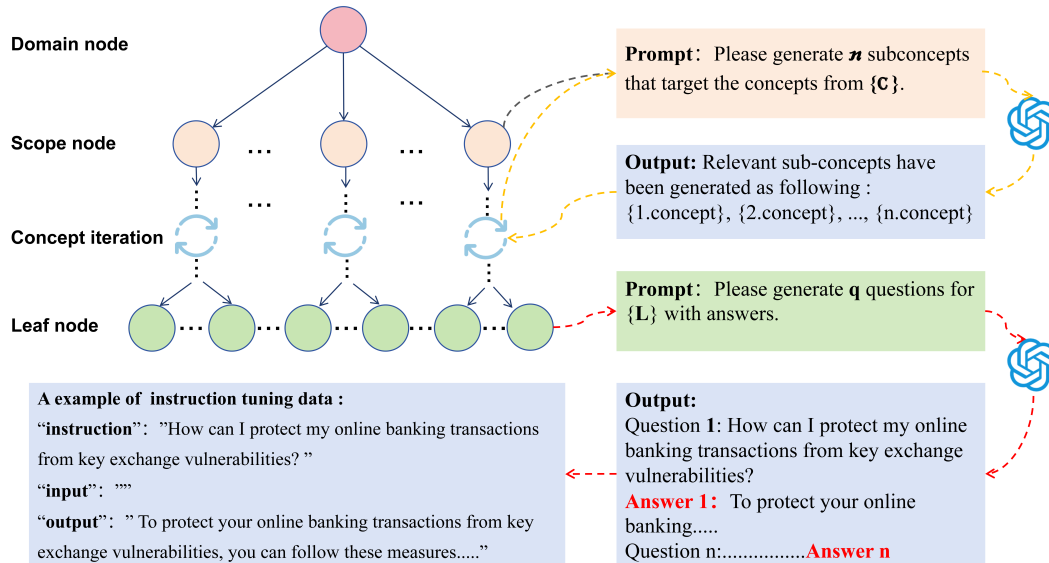 Domain node
Scope node
Concept iteration
Leaf node
... ...
... ...
... ... ... ... ...
Prompt： Please generate n subconcepts
that target the concepts from {C}.
Output: Relevant sub-concepts have
been generated as following :
{1.concept}, {2.concept}, ..., {n.concept}
Prompt： Please generate q questions for
{L} with answers.
A example of instruction tuning data :
“instruction”： ”How can I protect my online banking transactions
from key exchange vulnerabilities? ”
“input”： ””
“output”： ” To protect your online banking transactions from key
exchange vulnerabilities, you can follow these measures.....”
Output:
Question 1: How can I protect my online
banking transactions from key exchange
vulnerabilities?
Answer 1： To protect your online
banking.....
Question n:................Answer n